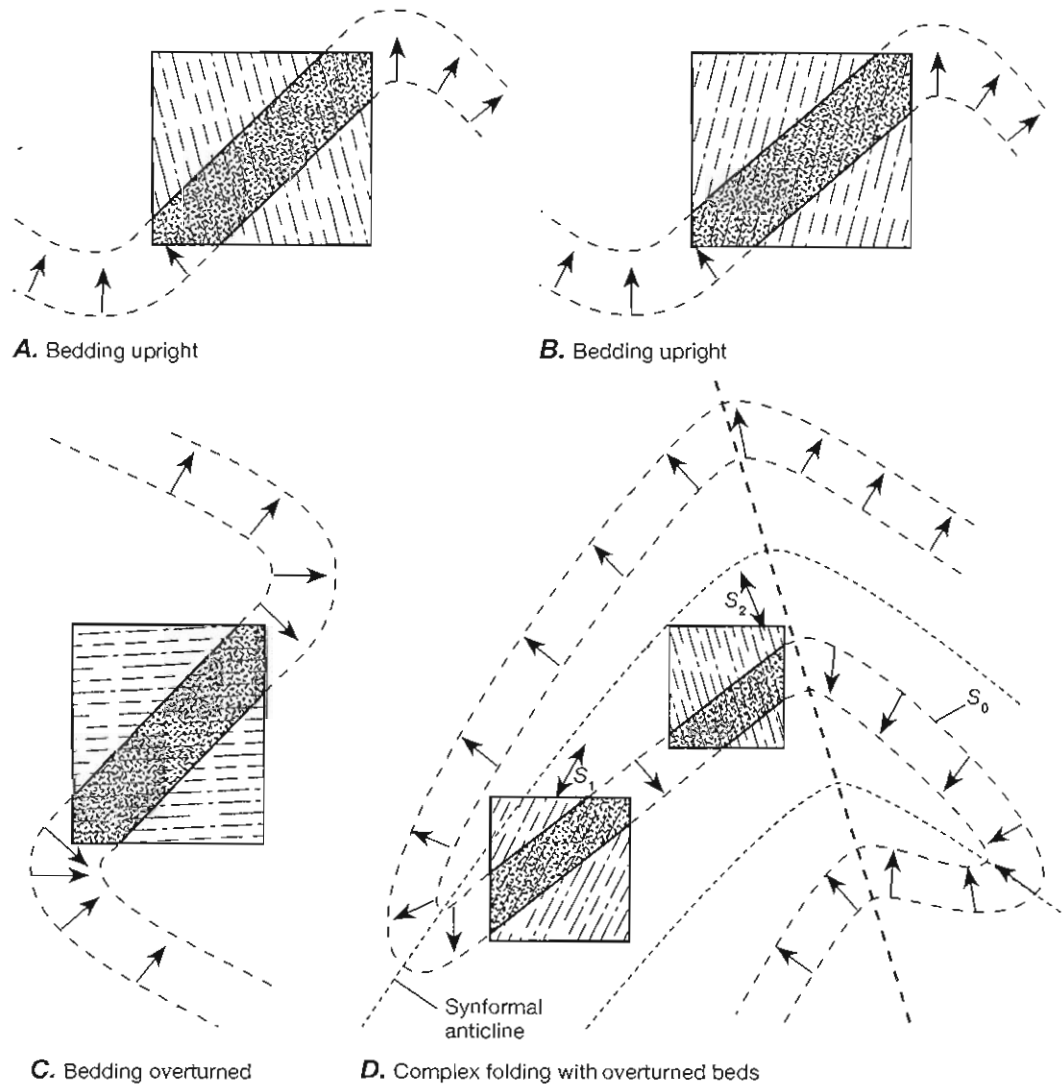 A. Bedding upright
B. Bedding upright
S₂
S₀
S₁
Synformal
anticline
C. Bedding overturned
D. Complex folding with overturned beds